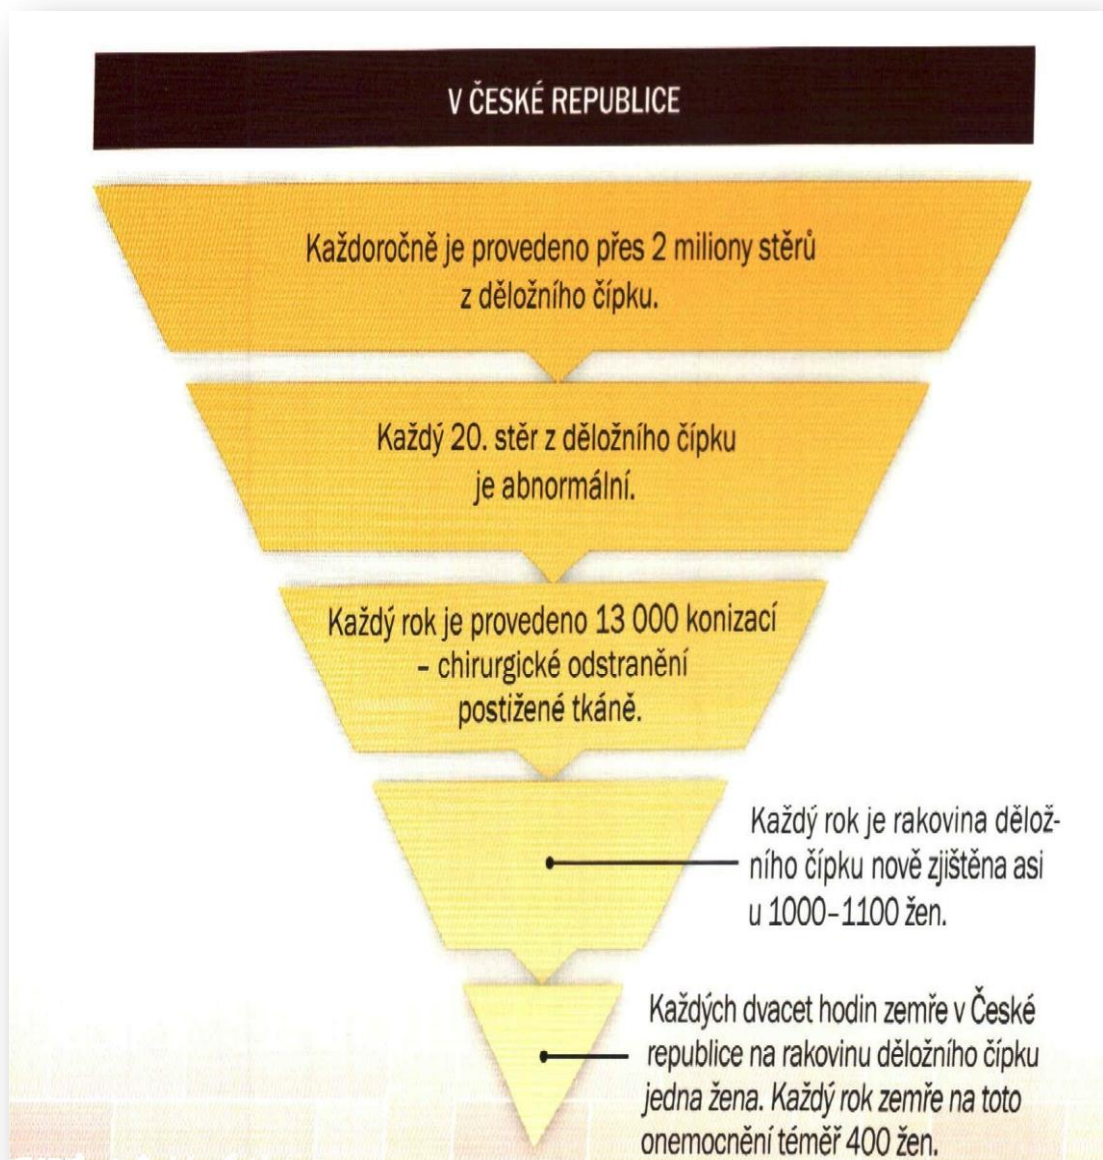 V ČESKÉ REPUBLICE
Každoročně je provedeno přes 2 miliony stěrů
z děložního čípku.
Každý 20. stěr z děložního čípku
je abnormální.
Každý rok je provedeno 13 000 konizací
– chirurgické odstranění
postižené tkáně.
Každý rok je rakovina dělož-
ního čípku nově zjištěna asi
u 1000–1100 žen.
Každých dvacet hodin zemře v České
republice na rakovinu děložního čípku
jedna žena. Každý rok zemře na toto
onemocnění téměř 400 žen.